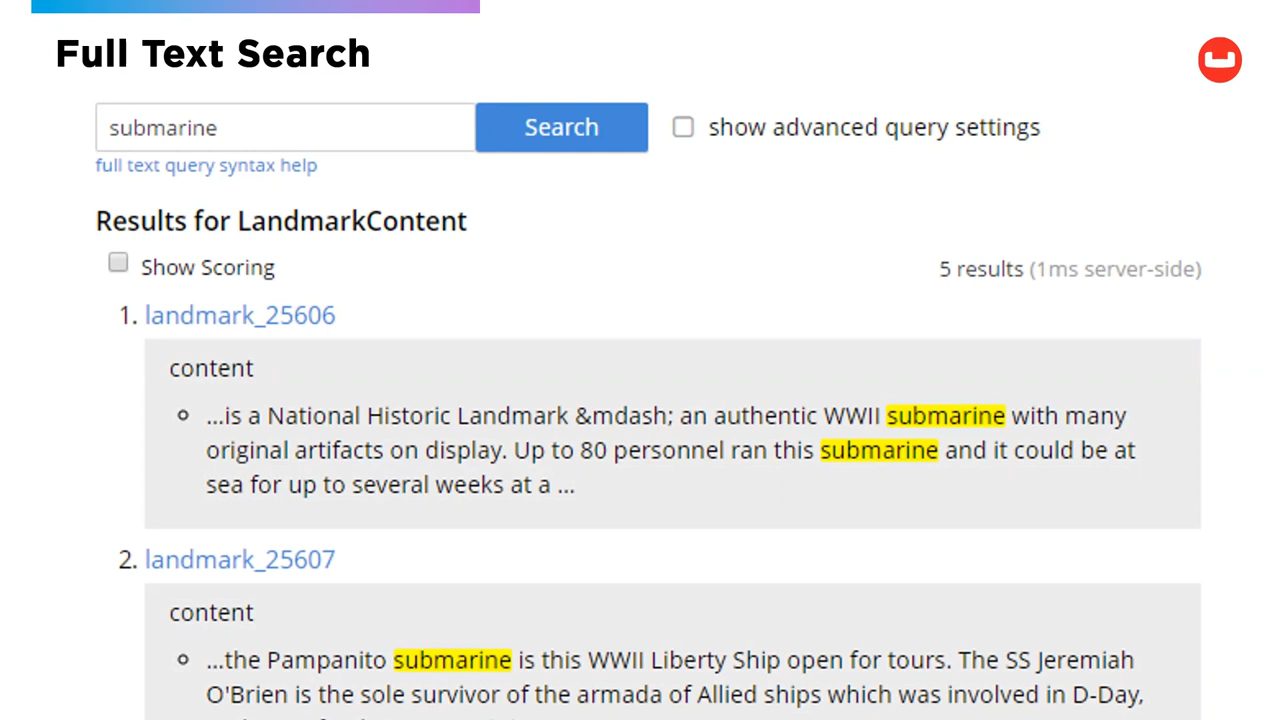 Full Text Search
submarine
Search
show advanced query settings
full text query syntax help
Results for LandmarkContent
Show Scoring
5 results (1ms server-side)
1. landmark_25606
content
...is a National Historic Landmark &mdash; an authentic WWII submarine with many
original artifacts on display. Up to 80 personnel ran this submarine and it could be at
sea for up to several weeks at a ...
2. landmark_25607
content
...the Pampanito submarine is this WWII Liberty Ship open for tours. The SS Jeremiah
O'Brien is the sole survivor of the armada of Allied ships which was involved in D-Day,